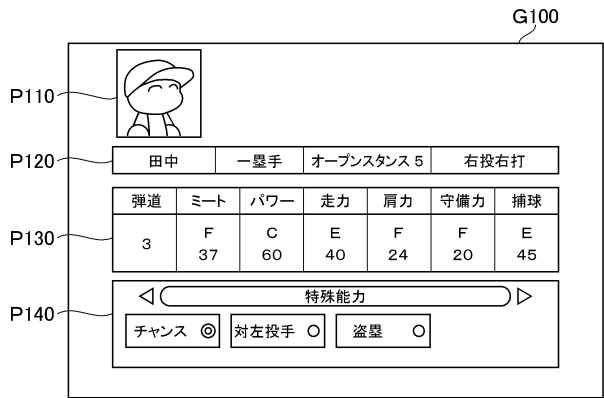 G100
P110
P120
田中 一塁手 オープンスタンス5 右投右打
弾道 ミート パワー 走力 肩力 守備力 捕球
P130
F C E F F E
3
37 60 40 24 20 45
特殊能力
P140
チャンス ◎ 対左投手 ○ 盗塁 ○